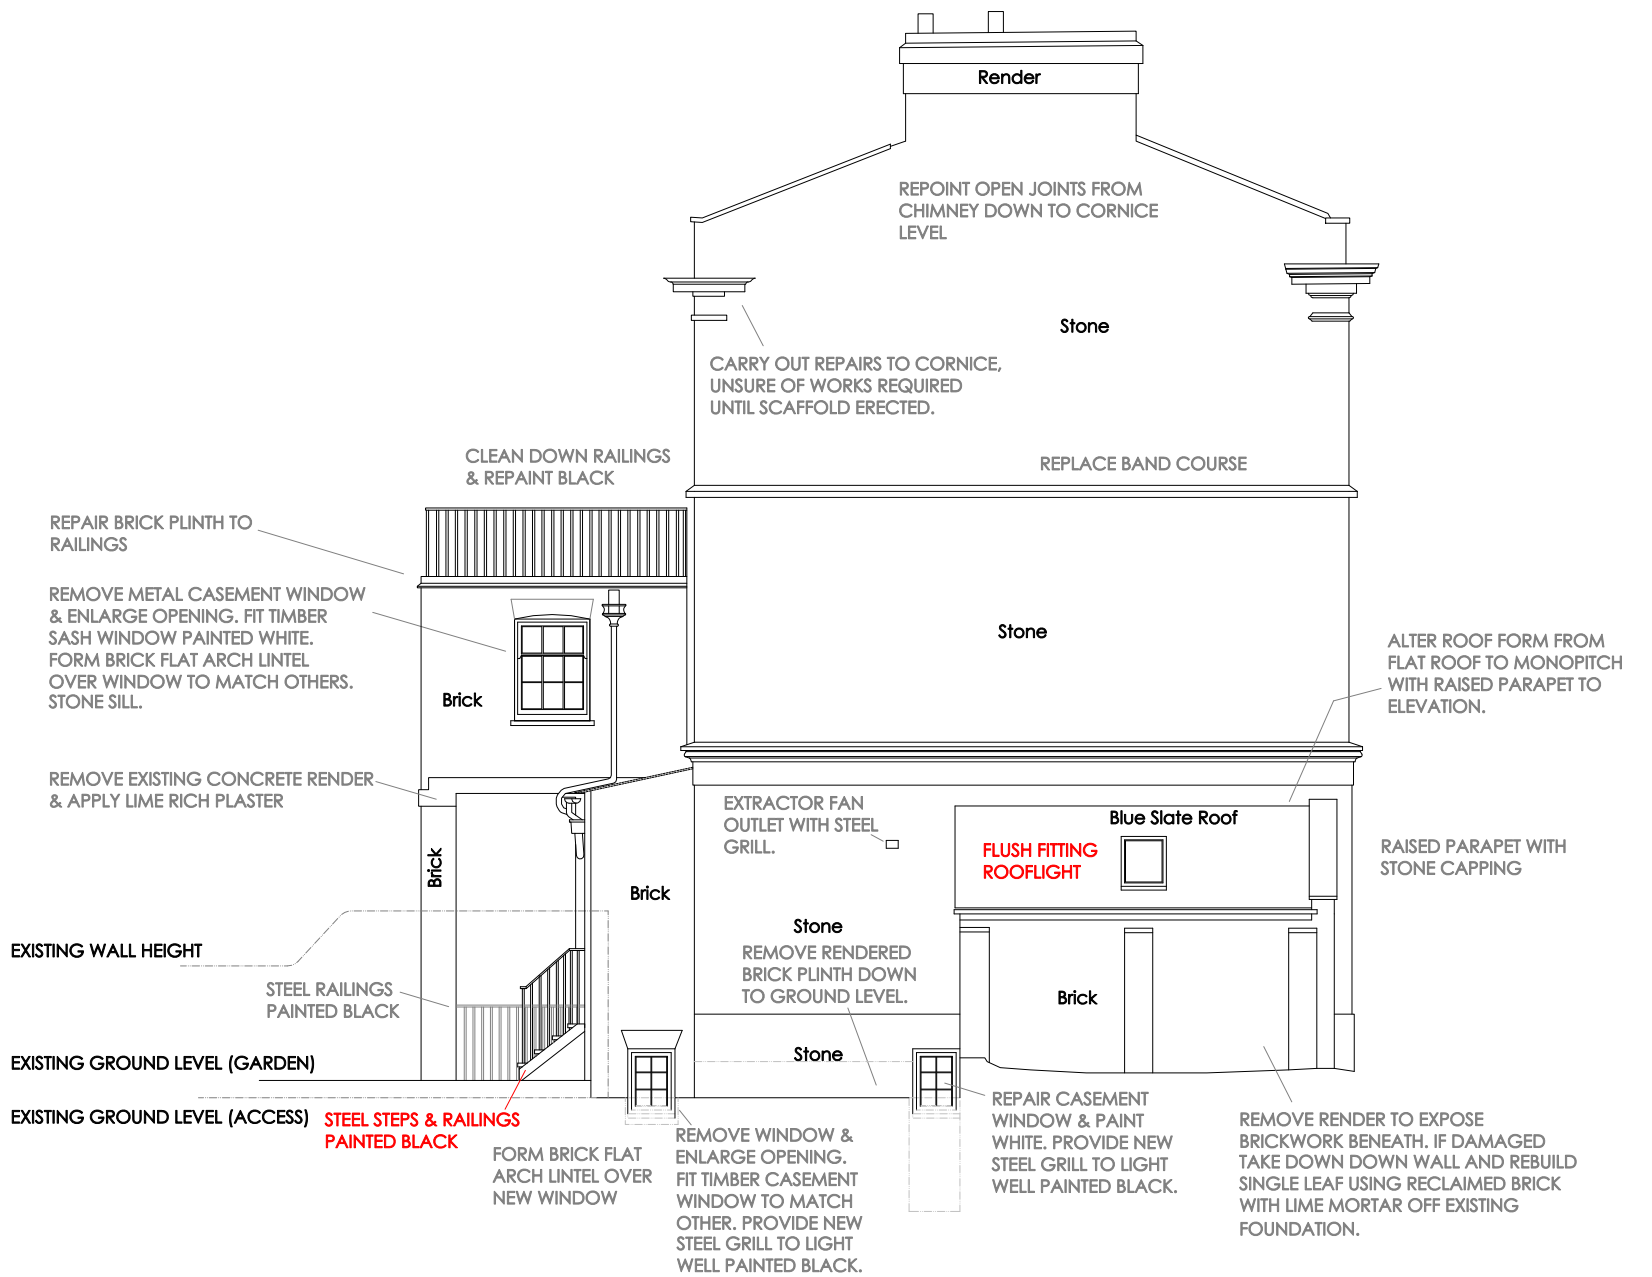 Render
REPOINT OPEN JOINTS FROM
CHIMNEY DOWN TO CORNICE
LEVEL
Stone
CARRY OUT REPAIRS TO CORNICE,
UNSURE OF WORKS REQUIRED
UNTIL SCAFFOLD ERECTED.
CLEAN DOWN RAILINGS
& REPAINT BLACK
REPLACE BAND COURSE
REPAIR BRICK PLINTH TO
RAILINGS
REMOVE METAL CASEMENT WINDOW
& ENLARGE OPENING. FIT TIMBER
SASH WINDOW PAINTED WHITE.
FORM BRICK FLAT ARCH LINTEL
OVER WINDOW TO MATCH OTHERS.
STONE SILL.
Brick
Stone
ALTER ROOF FORM FROM
FLAT ROOF TO MONOPITCH
WITH RAISED PARAPET TO
ELEVATION.
REMOVE EXISTING CONCRETE RENDER
& APPLY LIME RICH PLASTER
EXTRACTOR FAN
OUTLET WITH STEEL
GRILL.
Blue Slate Roof
FLUSH FITTING
ROOFLIGHT
RAISED PARAPET WITH
STONE CAPPING
Brick
Brick
Stone
EXISTING WALL HEIGHT
REMOVE RENDERED
BRICK PLINTH DOWN
TO GROUND LEVEL.
STEEL RAILINGS
PAINTED BLACK
Brick
Stone
EXISTING GROUND LEVEL (GARDEN)
EXISTING GROUND LEVEL (ACCESS)
STEEL STEPS & RAILINGS
PAINTED BLACK
FORM BRICK FLAT
ARCH LINTEL OVER
NEW WINDOW
REMOVE WINDOW &
ENLARGE OPENING.
FIT TIMBER CASEMENT
WINDOW TO MATCH
OTHER. PROVIDE NEW
STEEL GRILL TO LIGHT
WELL PAINTED BLACK.
REPAIR CASEMENT
WINDOW & PAINT
WHITE. PROVIDE NEW
STEEL GRILL TO LIGHT
WELL PAINTED BLACK.
REMOVE RENDER TO EXPOSE
BRICKWORK BENEATH. IF DAMAGED
TAKE DOWN DOWN WALL AND REBUILD
SINGLE LEAF USING RECLAIMED BRICK
WITH LIME MORTAR OFF EXISTING
FOUNDATION.